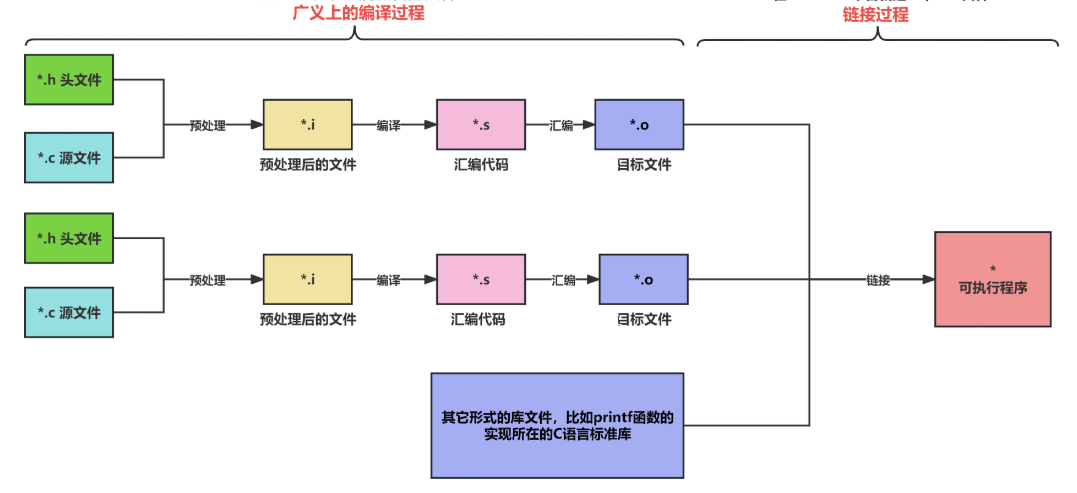 广义上的编译过程
链接过程
*.h 头文件
*.c 源文件
预处理
*.i
预处理后的文件
编译
*.s
汇编代码
汇编
*.o
目标文件
*.h 头文件
*.c 源文件
预处理
*.i
预处理后的文件
编译
*.s
汇编代码
汇编
*.o
目标文件
链接
*
可执行程序
其它形式的库文件，比如printf函数的
实现所在的C语言标准库